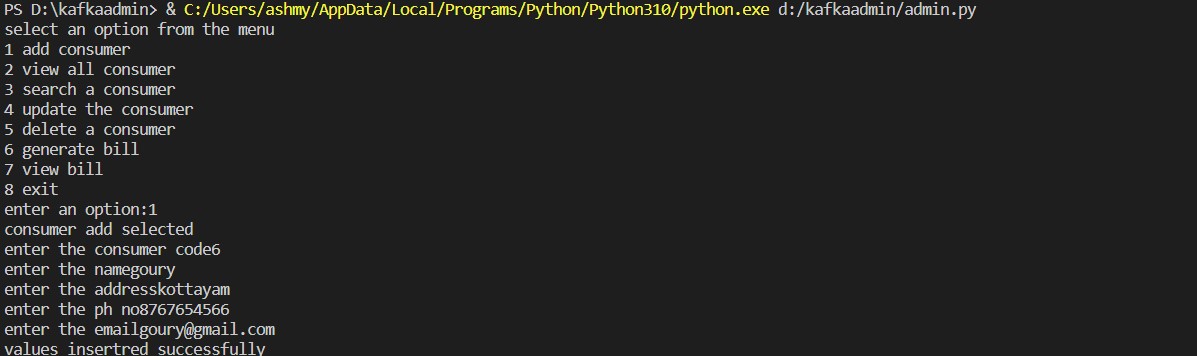 PS D:\kafkaadmin> & C:/Users/ashmy/AppData/Local/Programs/Python/Python310/python.exe d:/kafkaadmin/admin.py
select an option from the menu
1 add consumer
2 view all consumer
3 search a consumer
4 update the consumer
5 delete a consumer
6 generate bill
7 view bill
8 exit
enter an option:1
consumer add selected
enter the consumer code6
enter the namegoury
enter the addresskottayam
enter the ph no8767654566
enter the emailgoury@gmail.com
values insertred successfully